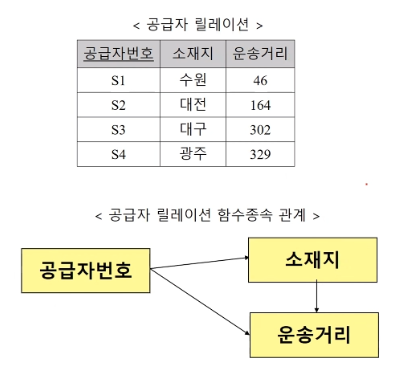 < 공급자 릴레이션 >
공급자번호 소재지 운송거리
S1 수원 46
S2 대전 164
S3 대구 302
S4 광주 329
< 공급자 릴레이션 함수종속 관계 >
공급자번호
소재지
운송거리